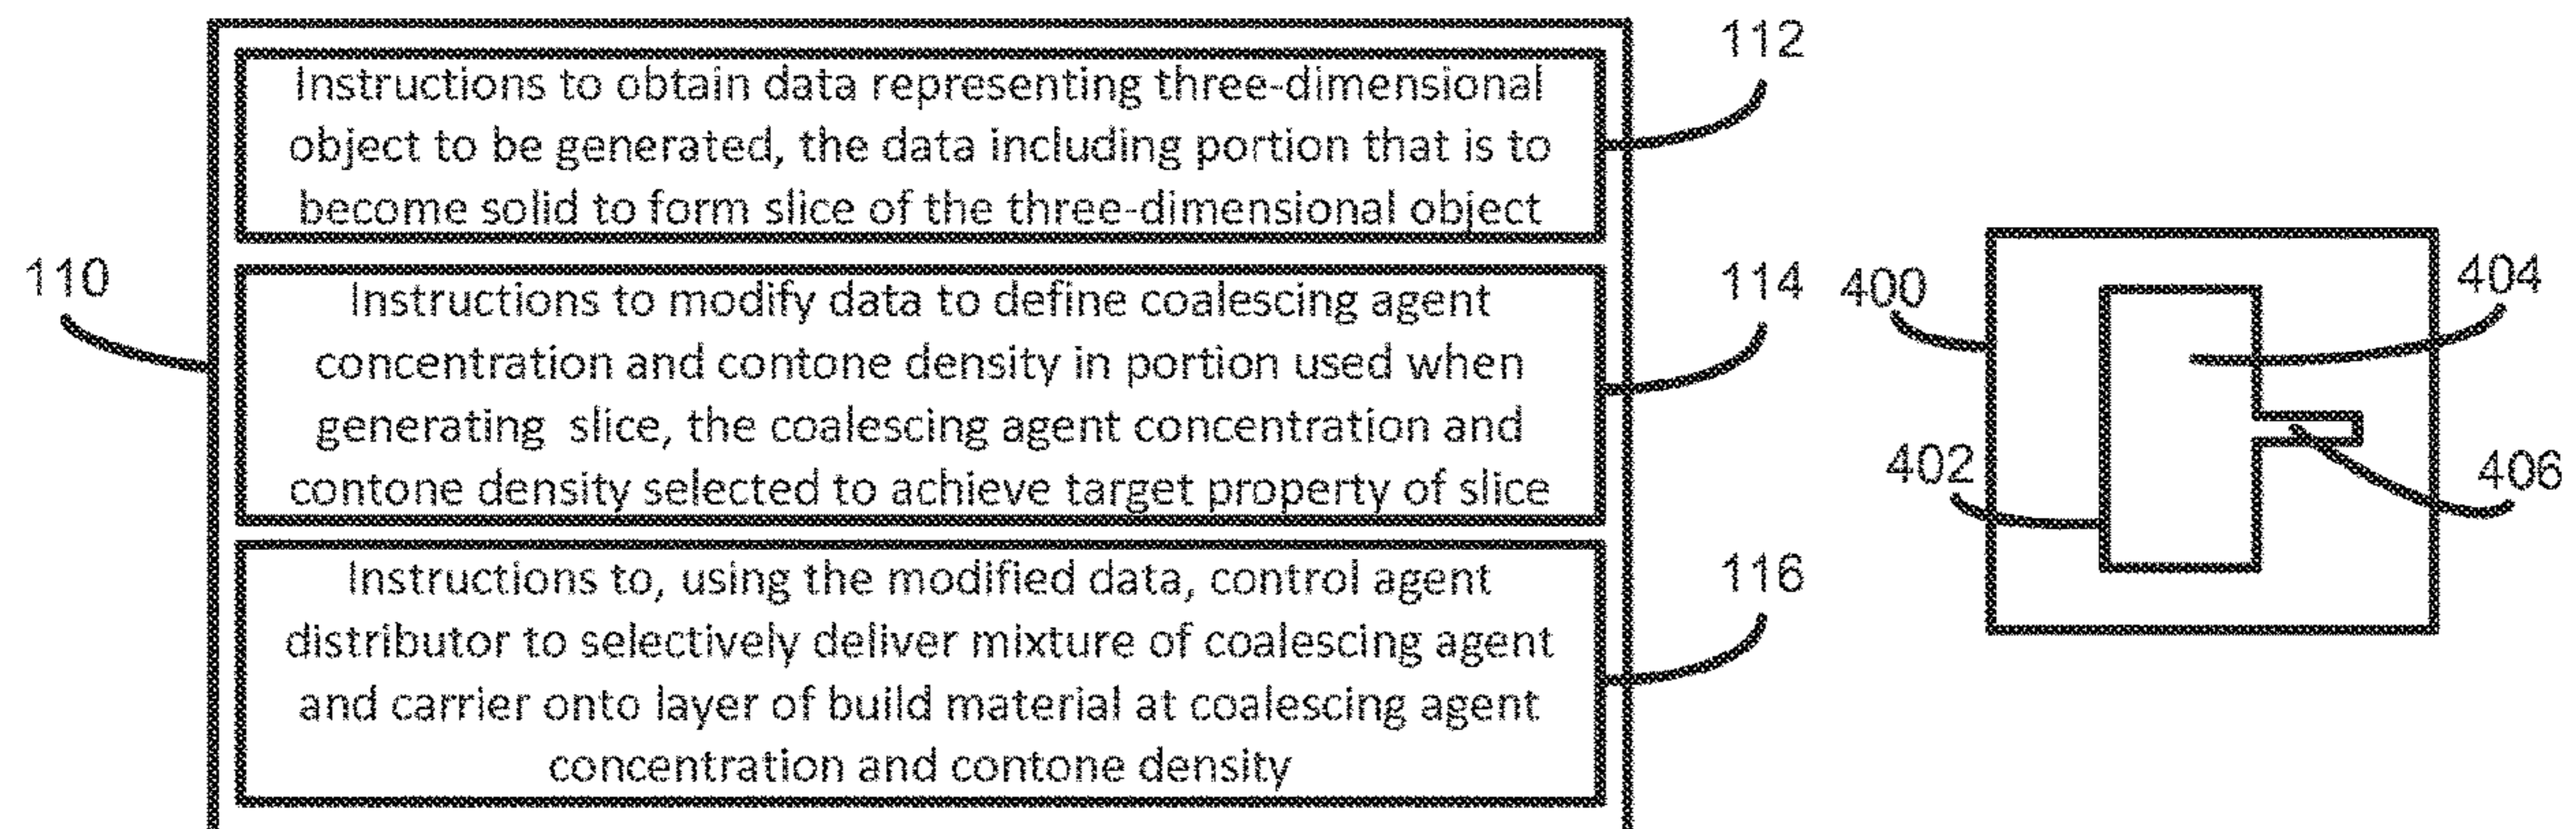 112
Instructions to obtain data representing three-dimensional
object to be generated, the data including portion that is to
become solid to form slice of the three-dimensional object
110
114
Instructions to modify data to define coalescing agent
concentration and contone density in portion used when
generating slice, the coalescing agent concentration and
contone density selected to achieve target property of slice
116
Instructions to, using the modified data, control agent
distributor to selectively deliver mixture of coalescing agent
and carrier onto layer of build material at coalescing agent
concentration and contone density
400
404
402
406